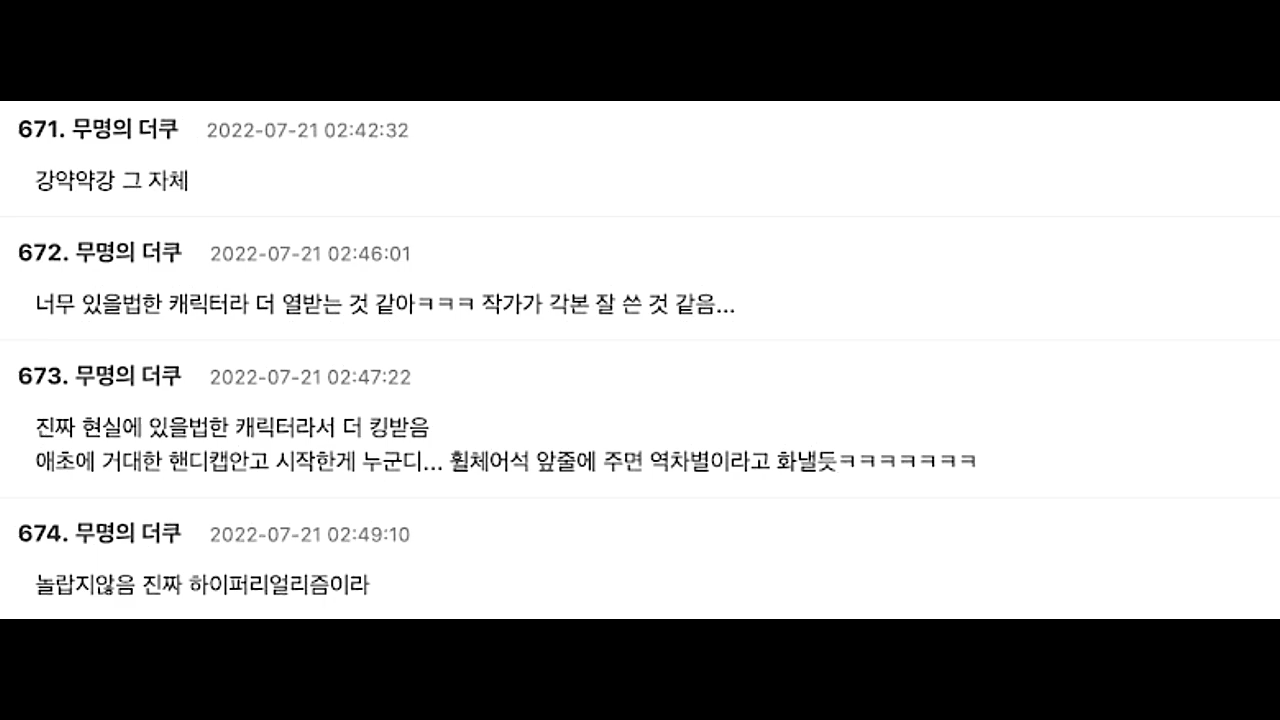 671. 무명의 더쿠 2022-07-21 02:42:32
강약약강 그 자체
672. 무명의 더쿠 2022-07-21 02:46:01
너무 있을법한 캐릭터라 더 열받는 것 같아ㅋㅋㅋ 작가가 각본 잘 쓴 것 같음...
673. 무명의 더쿠 2022-07-21 02:47:22
진짜 현실에 있을법한 캐릭터라서 더 킹받음
애초에 거대한 핸디캡안고 시작한게 누군디... 휠체어석 앞줄에 주면 역차별이라고 화낼듯ㅋㅋㅋㅋㅋㅋㅋ
674. 무명의 더쿠 2022-07-21 02:49:10
놀랍지않음 진짜 하이퍼리얼리즘이라